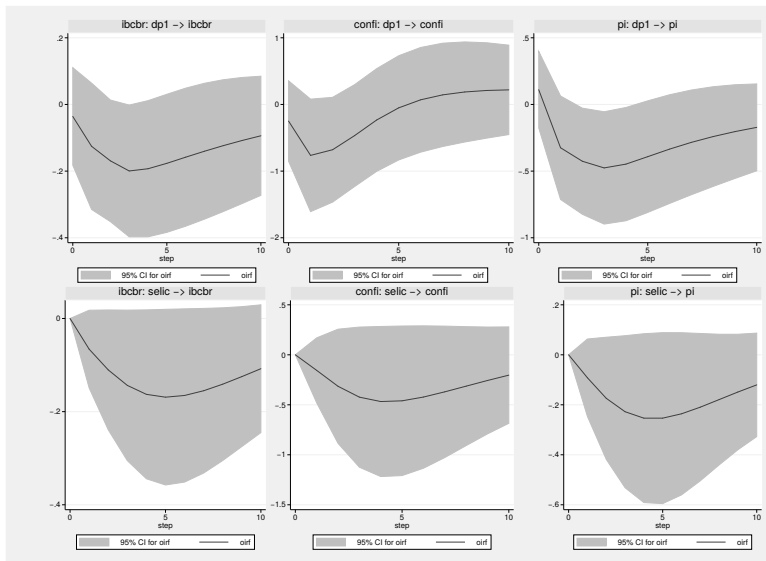 ibcbr: dp1 −> ibcbr
confi: dp1 −> confi
pi: dp1 −> pi
.2
0
−.2
−.4
0
5
10
step
1
0
−1
−2
0
5
10
step
.5
0
−.5
−1
0
5
10
step
95% CI for oirf
oirf
95% CI for oirf
oirf
95% CI for oirf
oirf
ibcbr: selic −> ibcbr
confi: selic −> confi
pi: selic −> pi
0
−.2
−.4
0
5
10
step
.5
0
−.5
−1
−1.5
0
5
10
step
.2
0
−.2
−.4
−.6
0
5
10
step
95% CI for oirf
oirf
95% CI for oirf
oirf
95% CI for oirf
oirf